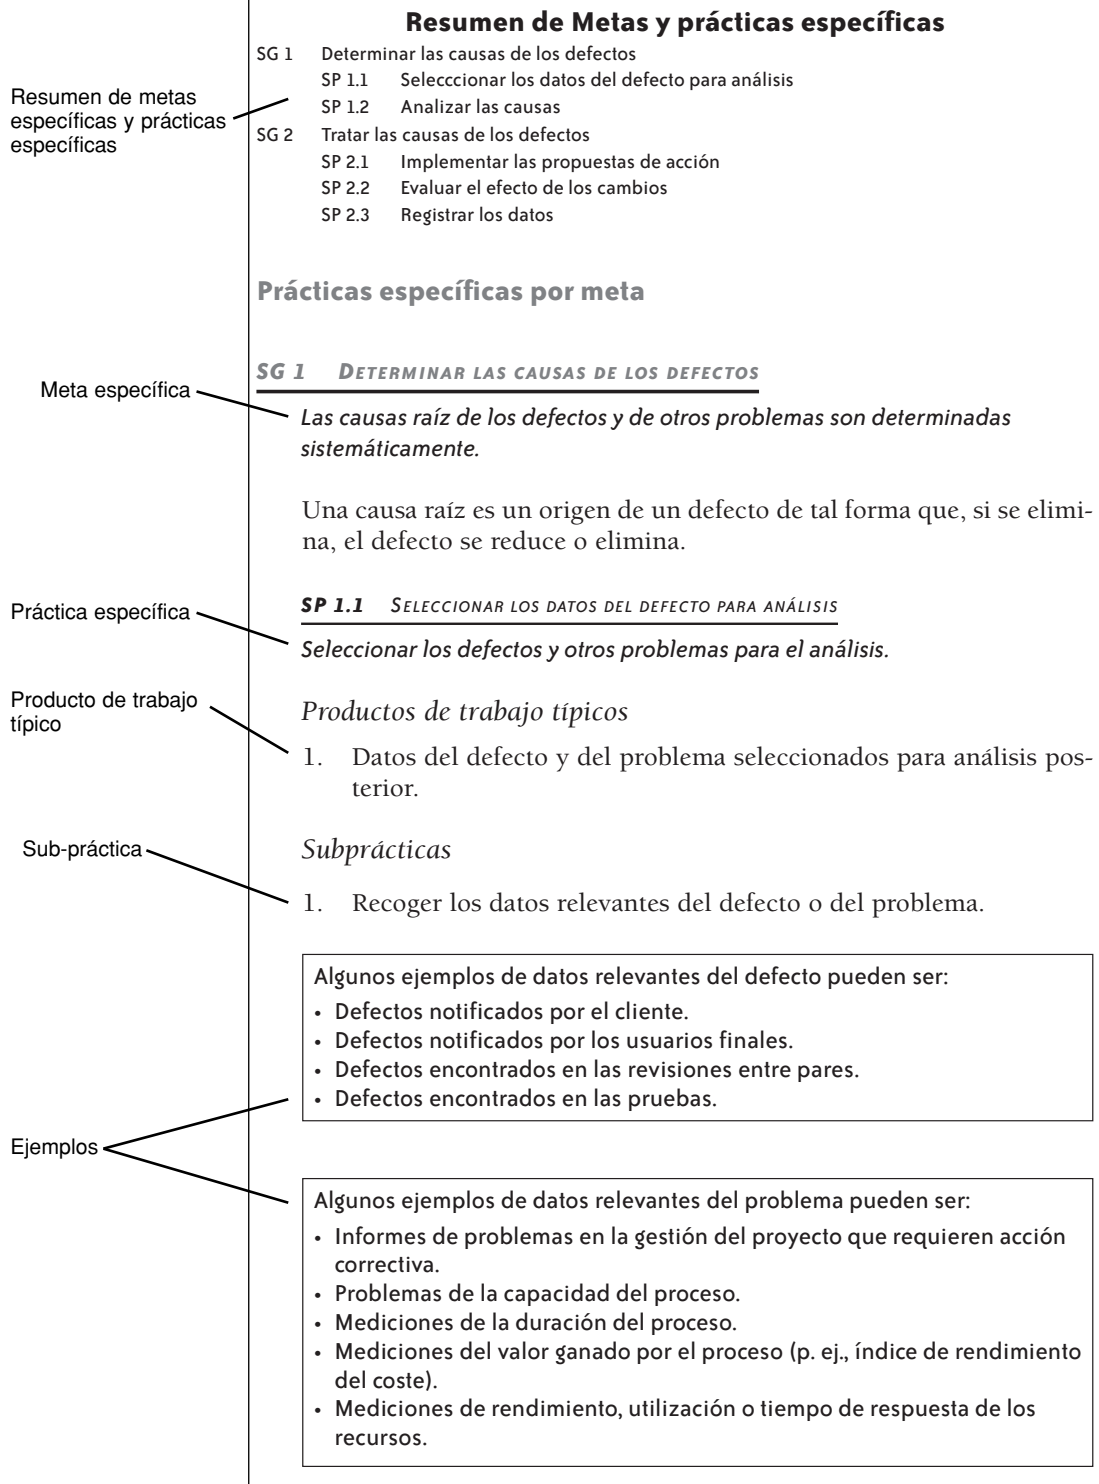 Resumen de Metas y prácticas específicas
SG 1 Determinar las causas de los defectos
SP 1.1 Selecccionar los datos del defecto para análisis
SP 1.2 Analizar las causas
SG 2 Tratar las causas de los defectos
SP 2.1 Implementar las propuestas de acción
SP 2.2 Evaluar el efecto de los cambios
SP 2.3 Registrar los datos
Resumen de metas
específicas y prácticas
específicas
Prácticas específicas por meta
SG 1 DETERMINAR LAS CAUSAS DE LOS DEFECTOS
Meta específica
Las causas raíz de los defectos y de otros problemas son determinadas
sistemáticamente.
Una causa raíz es un origen de un defecto de tal forma que, si se elimi-
na, el defecto se reduce o elimina.
SP 1.1 SELECCIONAR LOS DATOS DEL DEFECTO PARA ANÁLISIS
Práctica específica
Seleccionar los defectos y otros problemas para el análisis.
Producto de trabajo
típico
Productos de trabajo típicos
1. Datos del defecto y del problema seleccionados para análisis pos-
terior.
Sub-práctica
Subprácticas
1. Recoger los datos relevantes del defecto o del problema.
Algunos ejemplos de datos relevantes del defecto pueden ser:
• Defectos notificados por el cliente.
• Defectos notificados por los usuarios finales.
• Defectos encontrados en las revisiones entre pares.
• Defectos encontrados en las pruebas.
Ejemplos
Algunos ejemplos de datos relevantes del problema pueden ser:
• Informes de problemas en la gestión del proyecto que requieren acción
correctiva.
• Problemas de la capacidad del proceso.
• Mediciones de la duración del proceso.
• Mediciones del valor ganado por el proceso (p. ej., índice de rendimiento
del coste).
• Mediciones de rendimiento, utilización o tiempo de respuesta de los
recursos.